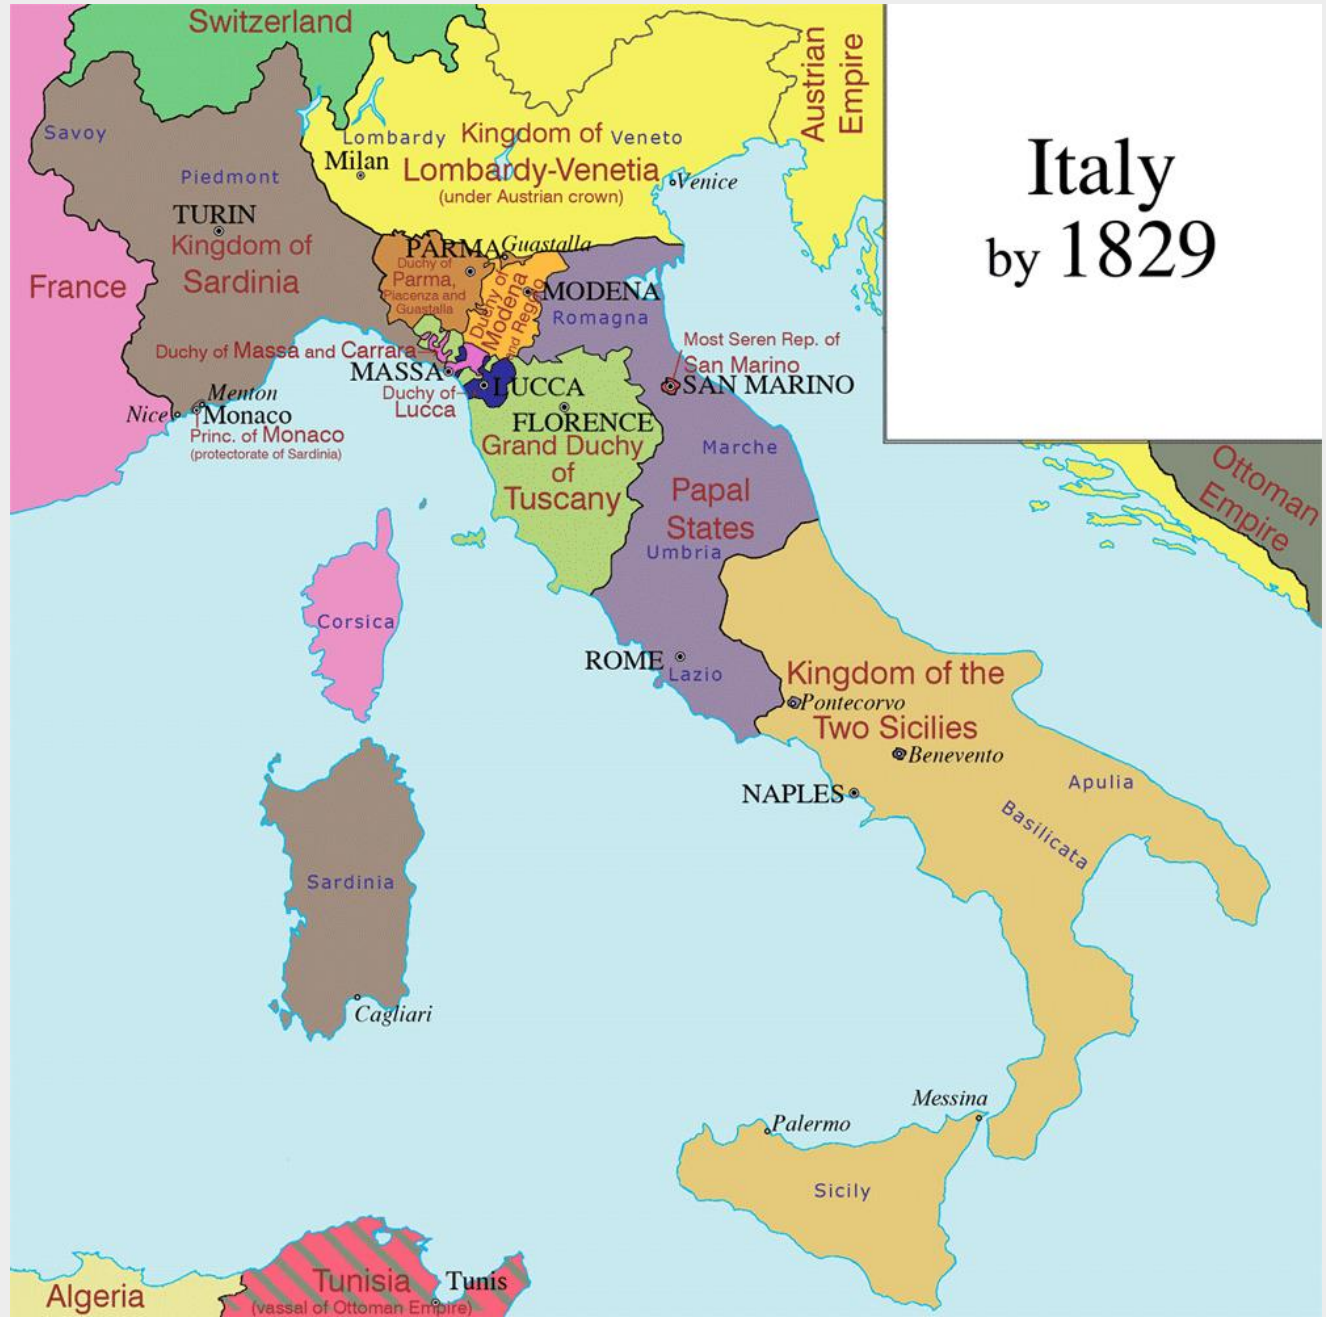 Switzerland
Austrian
Empire
Italy
by 1829
Savoy
Piedmont
TURIN
Kingdom of
Sardinia
France
Lombardy
Milan
Kingdom of
Veneto
Lombardy-Venetia
(under Austrian crown)
Venice
PARMA
Guastalla
Duchy of
Parma,
Piacenza and
Guastalla
Duchy of
Modena
and Reggio
MODENA
Romagna
Duchy of Massa and Carrara
MASSA
Duchy of
Lucca
LUCCA
Most Seren Rep. of
San Marino
SAN MARINO
Nice
Menton
Monaco
Princ. of Monaco
(protectorate of Sardinia)
FLORENCE
Grand Duchy
of
Tuscany
Marche
Papal
States
Umbria
Ottoman
Empire
Corsica
ROME
Lazio
Kingdom of the
Pontecorvo
Two Sicilies
Benevento
NAPLES
Apulia
Basilicata
Sardinia
Cagliari
Messina
Palermo
Sicily
Algeria
Tunisia
(vassal of Ottoman Empire)
Tunis